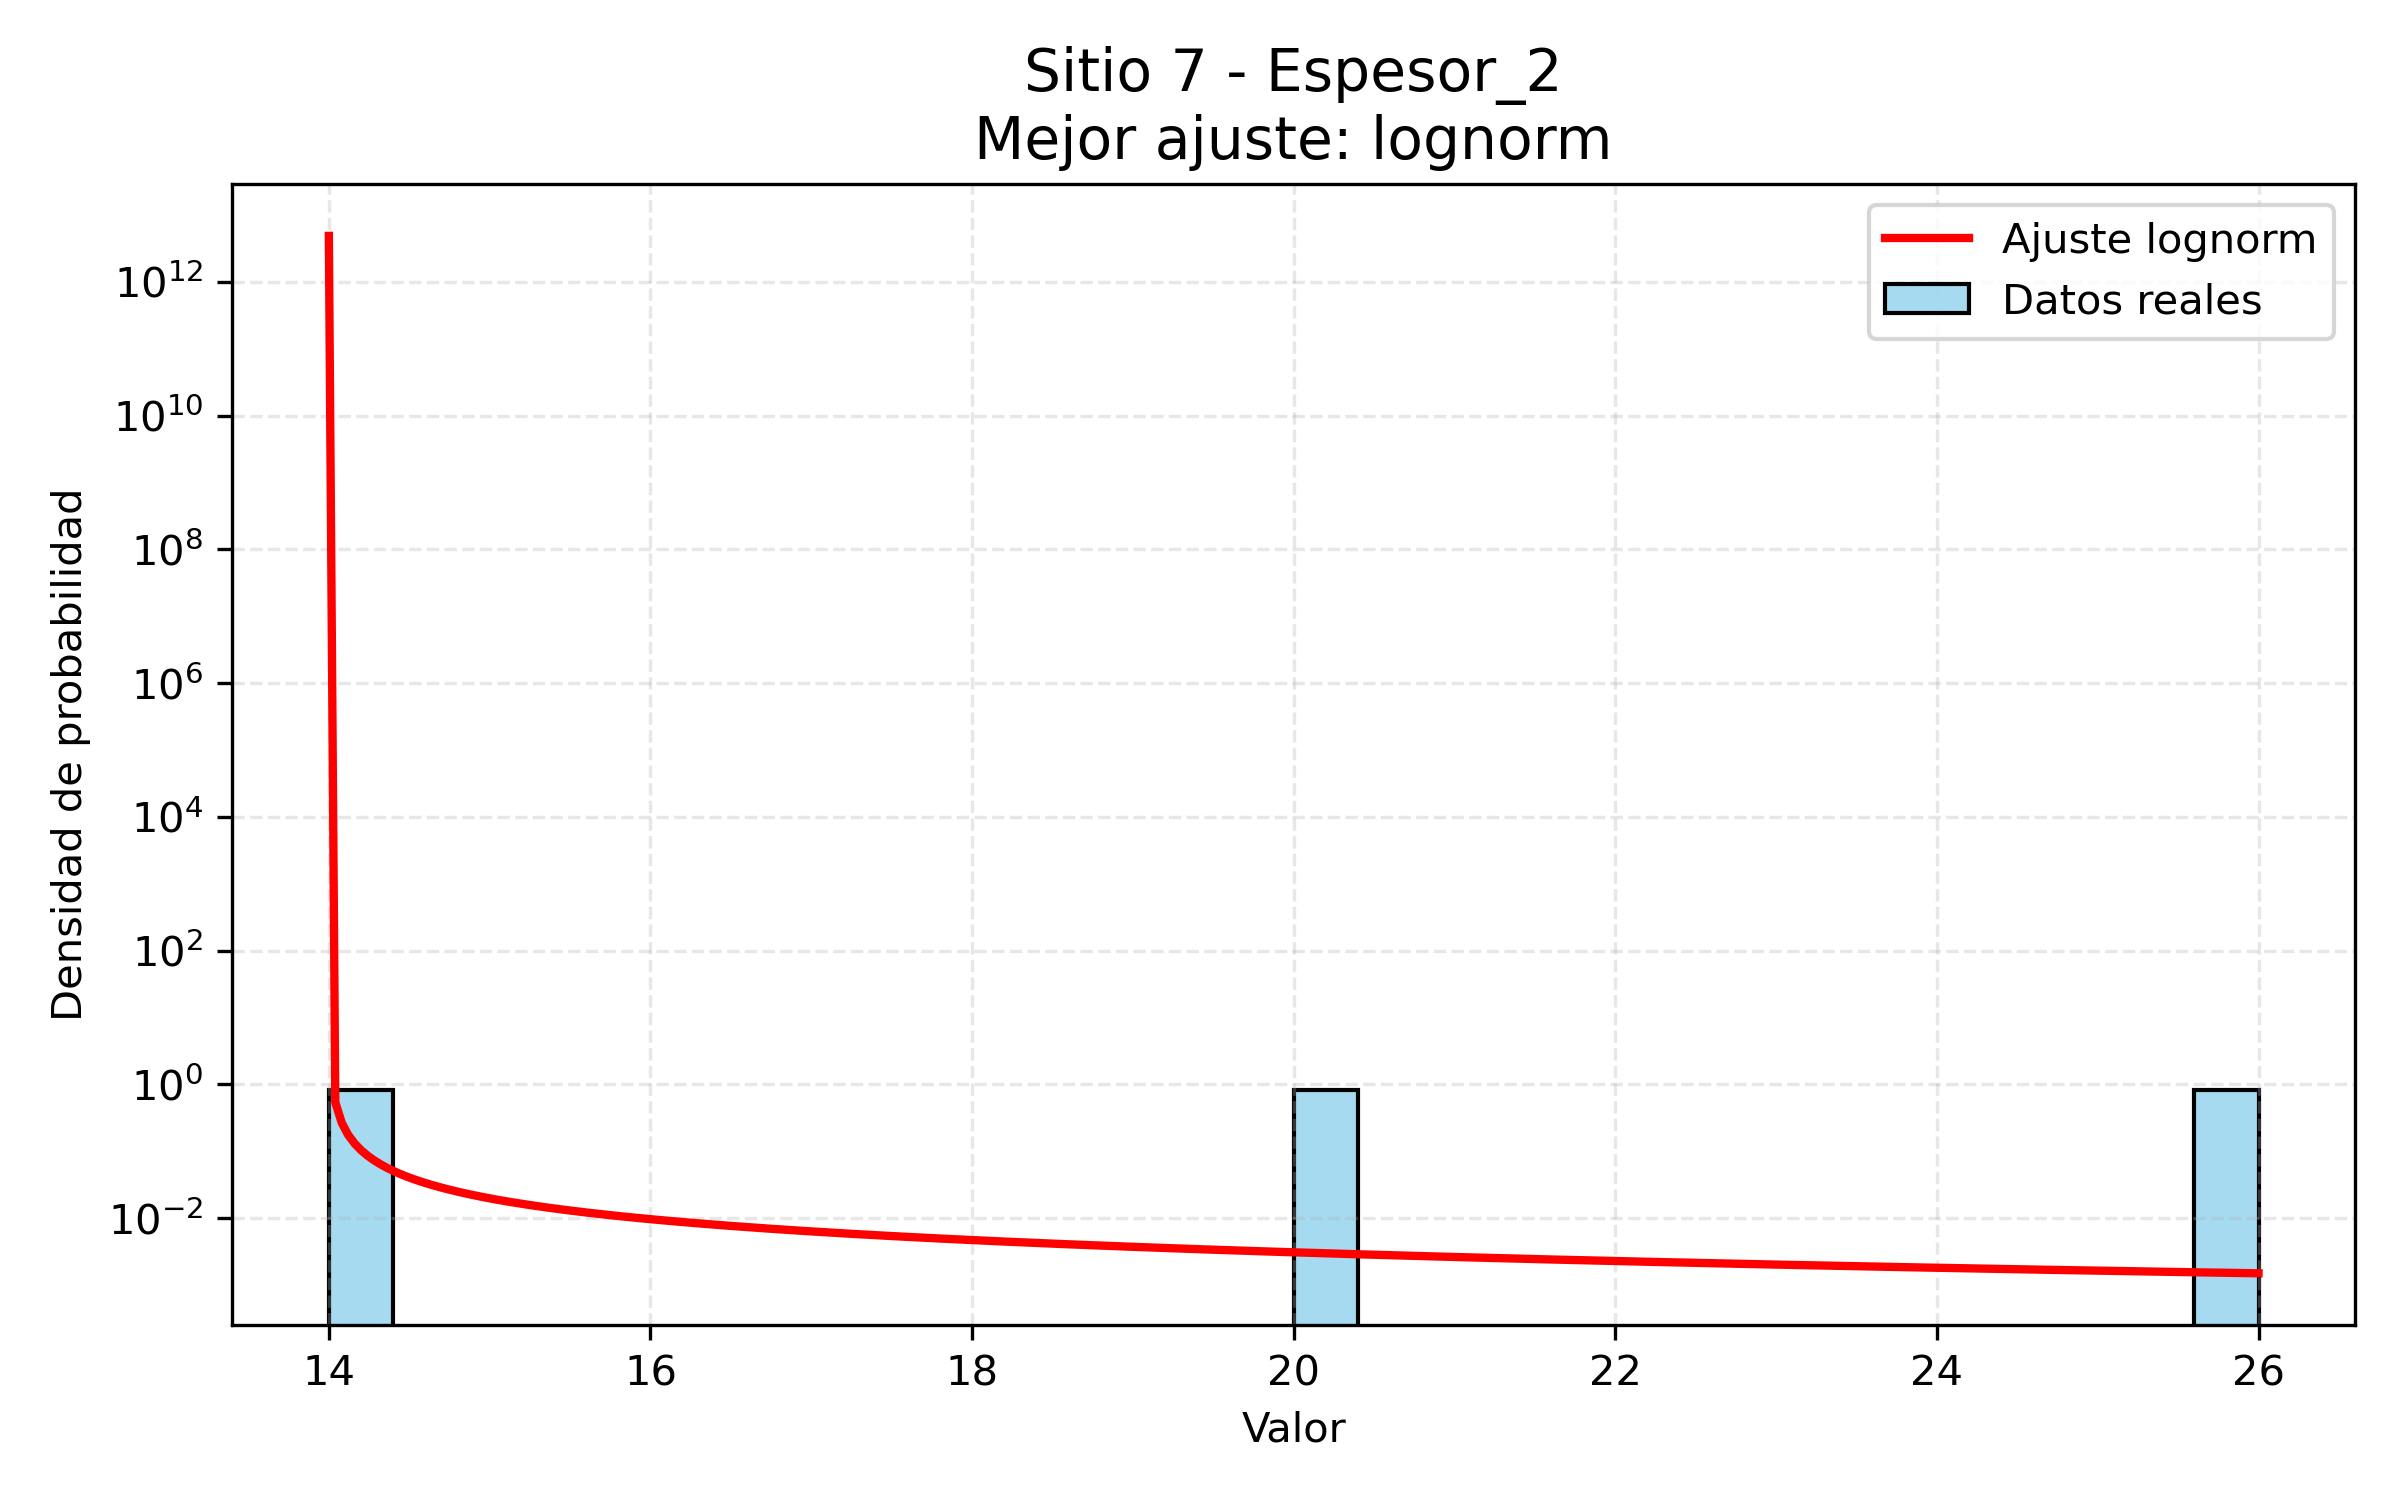 Sitio 7 - Espesor_2
Mejor ajuste: lognorm
Ajuste lognorm
Datos reales
Densidad de probabilidad
10^12
10^10
10^8
10^6
10^4
10^2
10^0
10^−2
14 16 18 20 22 24 26
Valor